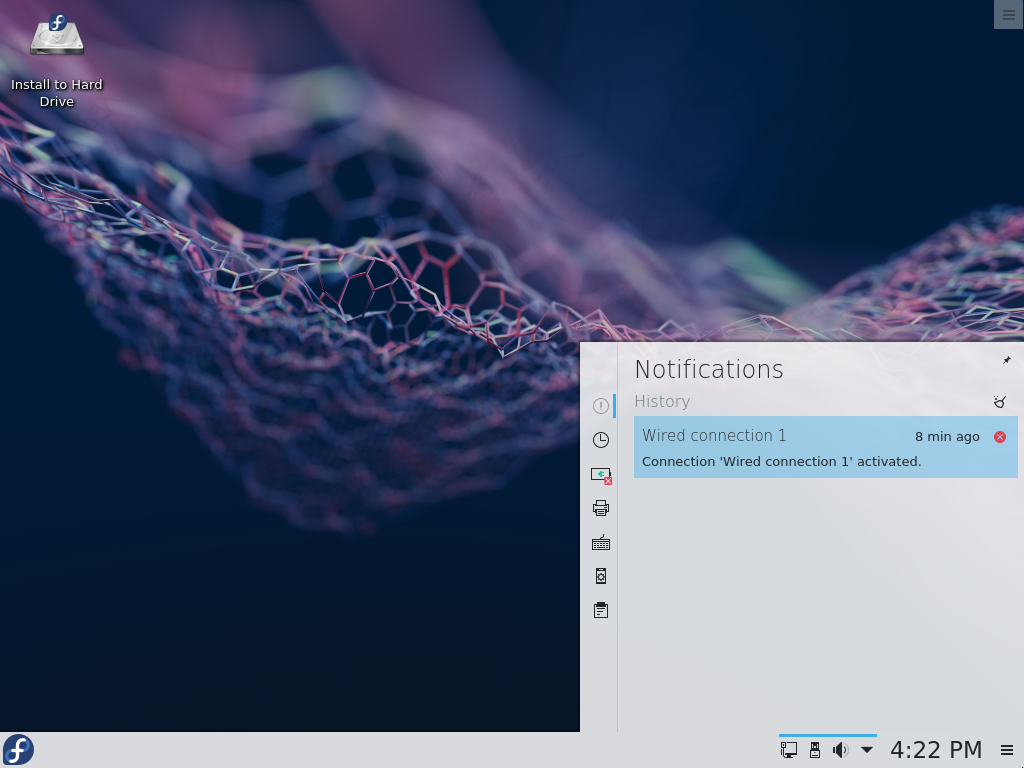 Install to Hard
Drive
Notifications
History
Wired connection 1
8 min ago
Connection 'Wired connection 1' activated.
4:22 PM